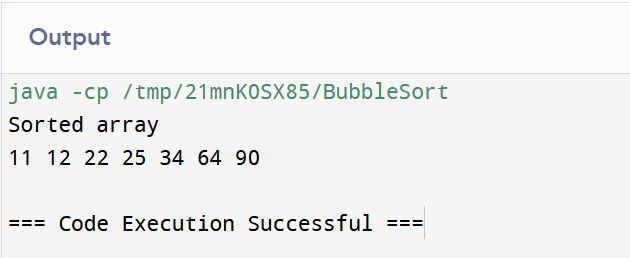 Output
java -cp /tmp/21mnKOSX85/BubbleSort
Sorted array
11 12 22 25 34 64 90
=== Code Execution Successful ===